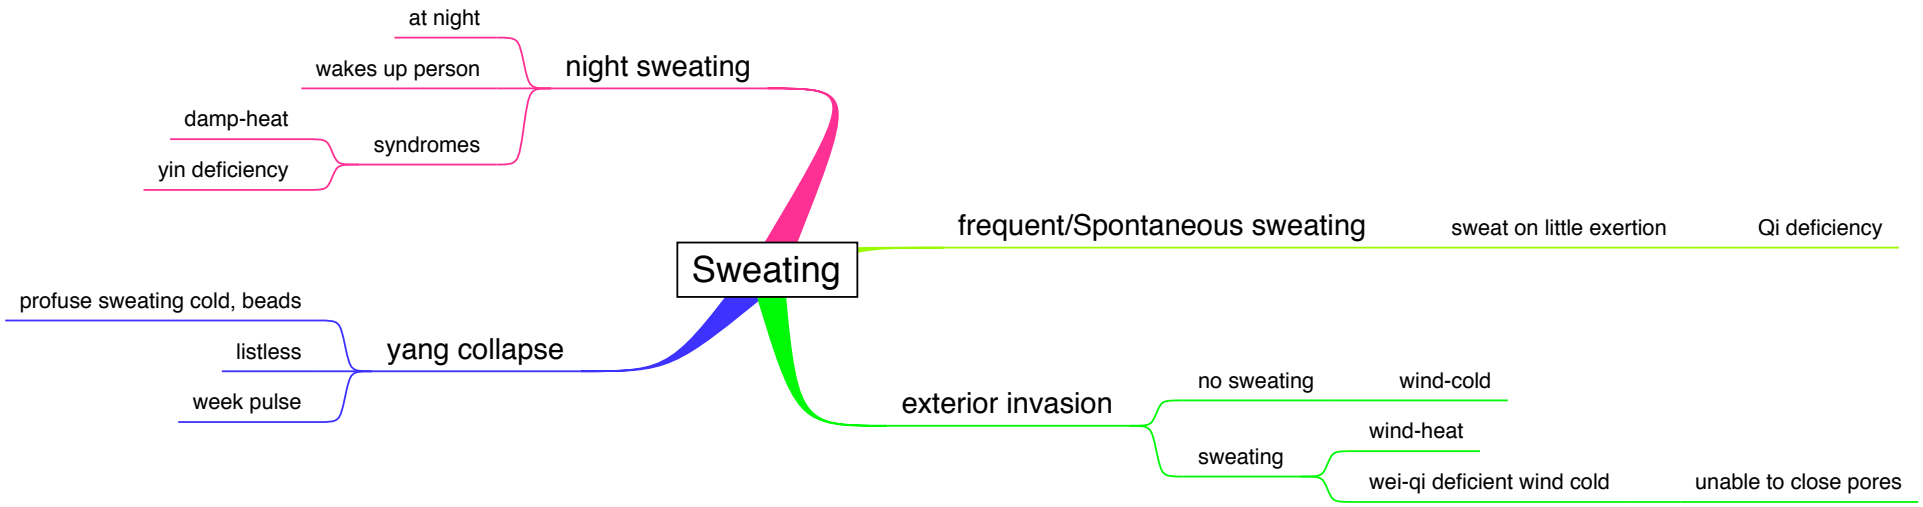 Sweating
night sweating
at night
wakes up person
syndromes
damp-heat
yin deficiency
frequent/Spontaneous sweating
sweat on little exertion
Qi deficiency
yang collapse
profuse sweating cold, beads
listless
week pulse
exterior invasion
no sweating
wind-cold
sweating
wind-heat
wei-qi deficient wind cold
unable to close pores